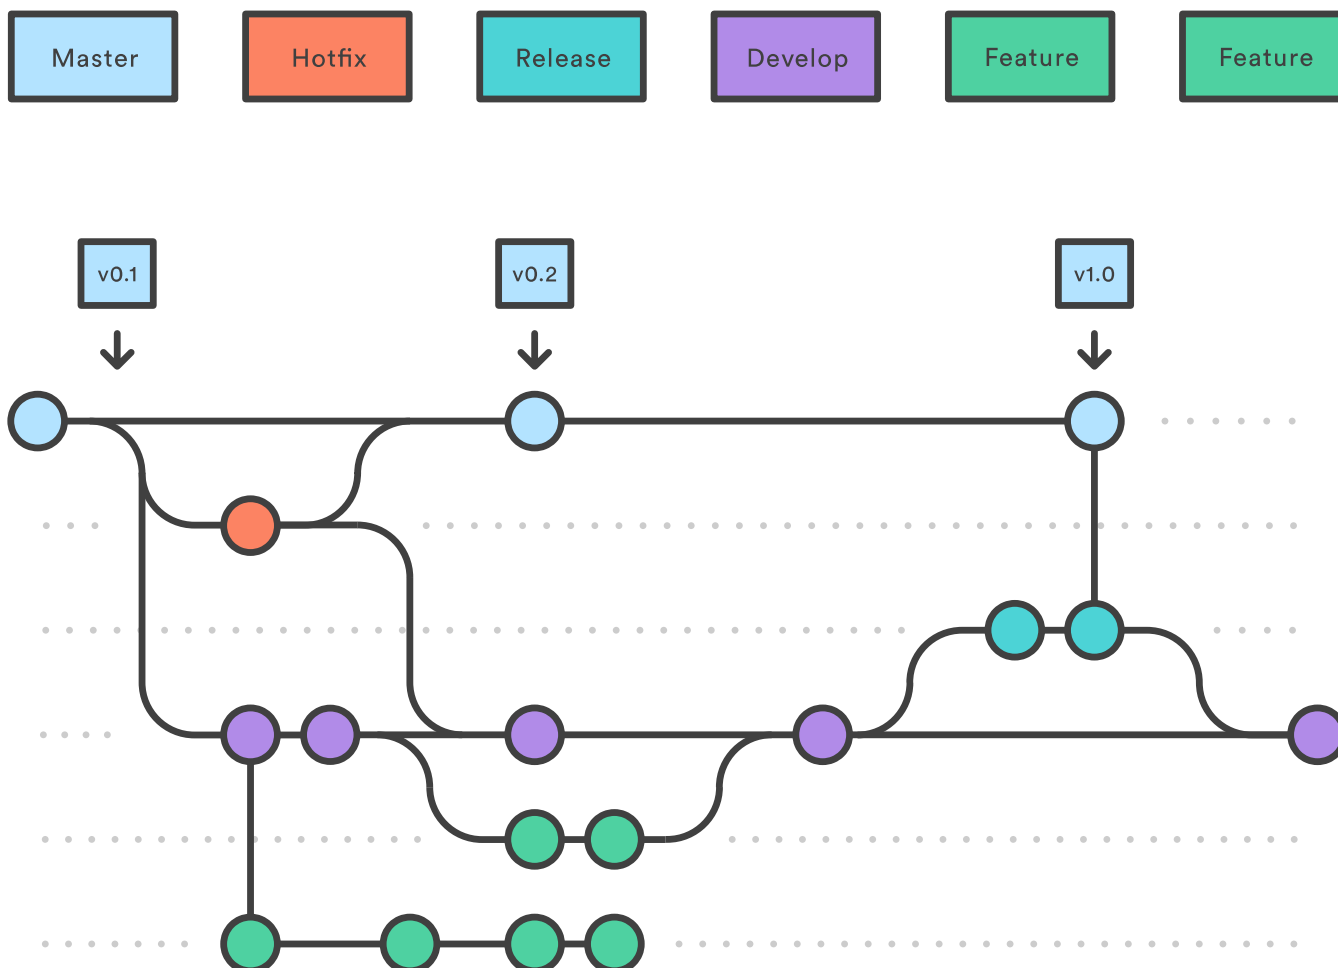 Master
Hotfix
Release
Develop
Feature
Feature
v0.1
v0.2
v1.0